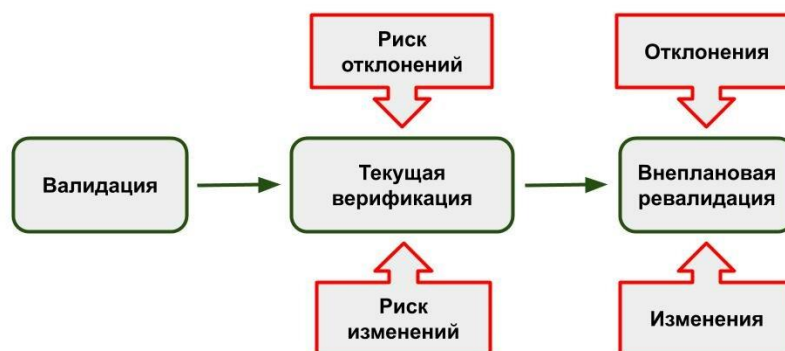 Риск
отклонений
Отклонения
Валидация
Текущая
верификация
Внеплановая
ревалидация
Риск
изменений
Изменения